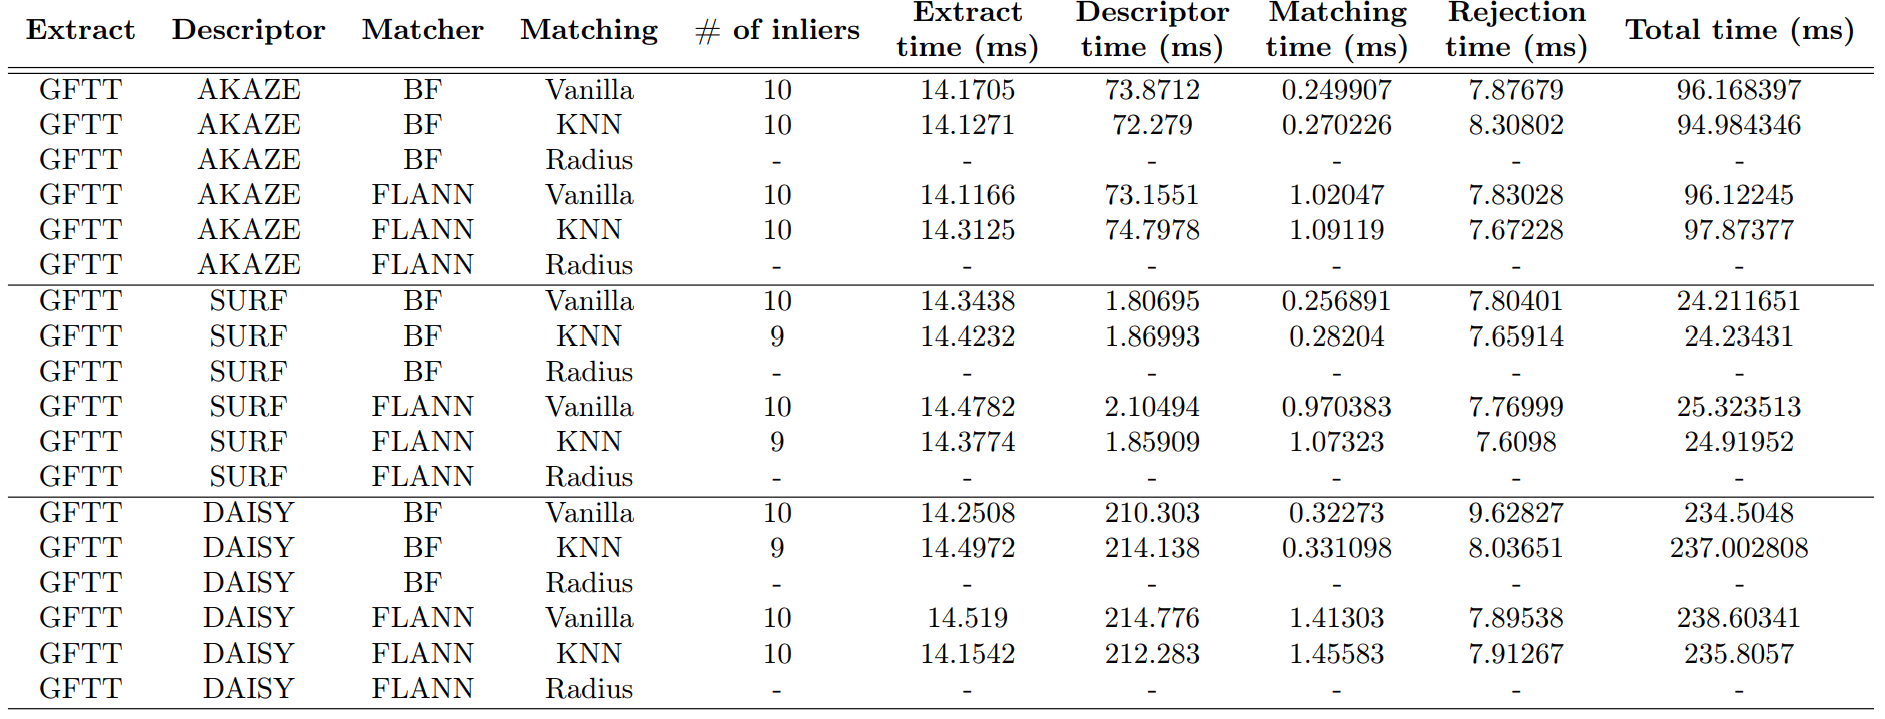 Extract Descriptor Matcher Matching # of inliers Extract time (ms) Descriptor time (ms) Matching time (ms) Rejection time (ms) Total time (ms)
GFTT AKAZE BF Vanilla 10 14.1705 73.8712 0.249907 7.87679 96.168397
GFTT AKAZE BF KNN 10 14.1271 72.279 0.270226 8.30802 94.984346
GFTT AKAZE BF Radius - - - - - -
GFTT AKAZE FLANN Vanilla 10 14.1166 73.1551 1.02047 7.83028 96.12245
GFTT AKAZE FLANN KNN 10 14.3125 74.7978 1.09119 7.67228 97.87377
GFTT AKAZE FLANN Radius - - - - - -
GFTT SURF BF Vanilla 10 14.3438 1.80695 0.256891 7.80401 24.211651
GFTT SURF BF KNN 9 14.4232 1.86993 0.28204 7.65914 24.23431
GFTT SURF BF Radius - - - - - -
GFTT SURF FLANN Vanilla 10 14.4782 2.10494 0.970383 7.76999 25.323513
GFTT SURF FLANN KNN 9 14.3774 1.85909 1.07323 7.6098 24.91952
GFTT SURF FLANN Radius - - - - - -
GFTT DAISY BF Vanilla 10 14.2508 210.303 0.32273 9.62827 234.5048
GFTT DAISY BF KNN 9 14.4972 214.138 0.331098 8.03651 237.002808
GFTT DAISY BF Radius - - - - - -
GFTT DAISY FLANN Vanilla 10 14.519 214.776 1.41303 7.89538 238.60341
GFTT DAISY FLANN KNN 10 14.1542 212.283 1.45583 7.91267 235.8057
GFTT DAISY FLANN Radius - - - - - -